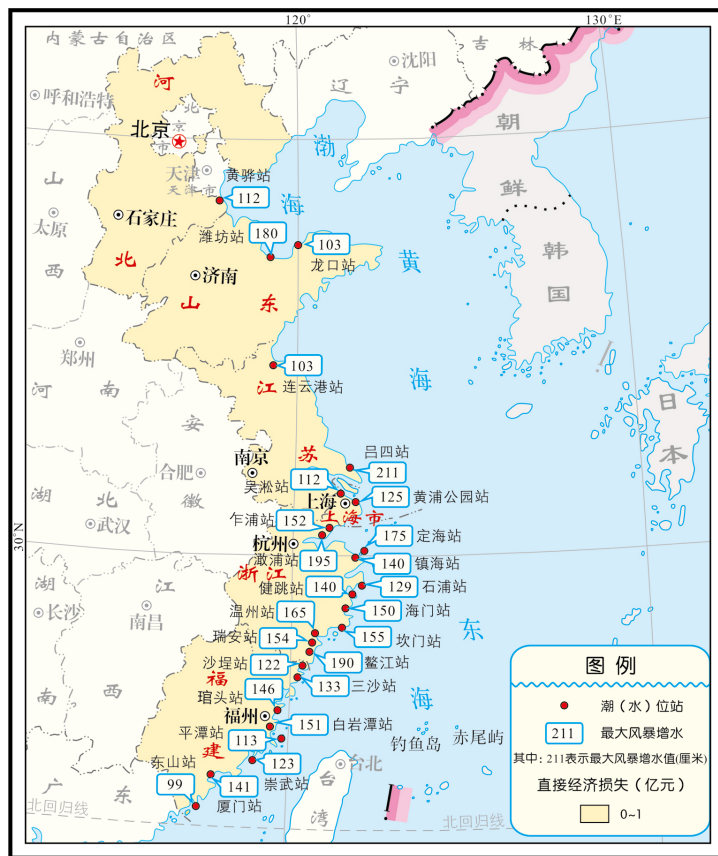 120°
130°E
内蒙古自治区
吉 林
沈阳
辽 宁
呼和浩特
河
北
京
市
北京
朝
鲜
渤
海
天津
天津市
黄骅站
112
山
西
太原
石家庄
潍坊站
180
103
龙口站
黄
海
韩
国
北
济南
山 东
郑州
河 南
103
连云港站
江
苏
日
本
安
徽
南京
合肥
吕四站
211
吴淞站
112
上海
125
黄浦公园站
上海市
湖 北
武汉
乍浦站
152
30°N
杭州
澉浦站
195
175
定海站
140
镇海站
浙江
健跳站
140
129
石浦站
湖
南
长沙
江
西
南昌
温州站
165
150
海门站
东
海
瑞安站
154
155
坎门站
沙埕站
122
190
鳌江站
福
建
133
三沙站
琯头站
146
福州
平潭站
151
白岩潭站
113
钓鱼岛
赤尾屿
东山站
99
123
崇武站
台北
台
湾
141
厦门站
广 东
北回归线
北回归线
图 例
潮（水）位站
211
最大风暴增水
其中：211表示最大风暴增水值(厘米)
直接经济损失（亿元）
0~1